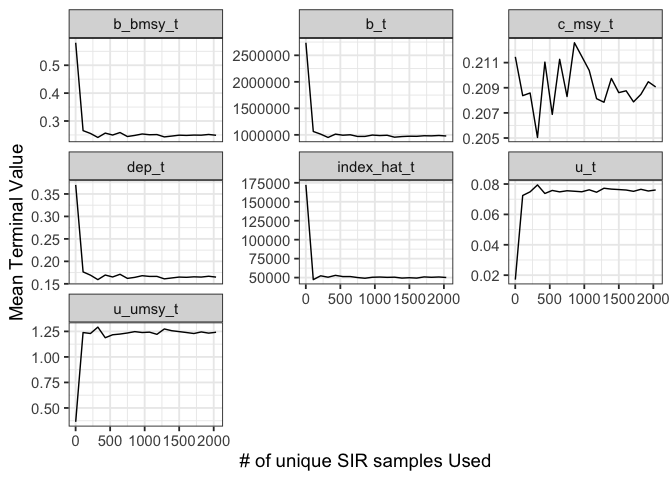 b_bmsy_t
b_t
c_msy_t
0.5
0.3
2500000
2000000
1500000
1000000
0.211
0.209
0.207
0.205
dep_t
index_hat_t
u_t
0.35
0.30
0.25
0.20
0.15
175000
150000
125000
100000
75000
50000
0.08
0.06
0.04
0.02
0 500 1000 1500 2000
0 500 1000 1500 2000
u_umsy_t
1.25
1.00
0.75
0.50
0 500 1000 1500 2000
Mean Terminal Value
# of unique SIR samples Used